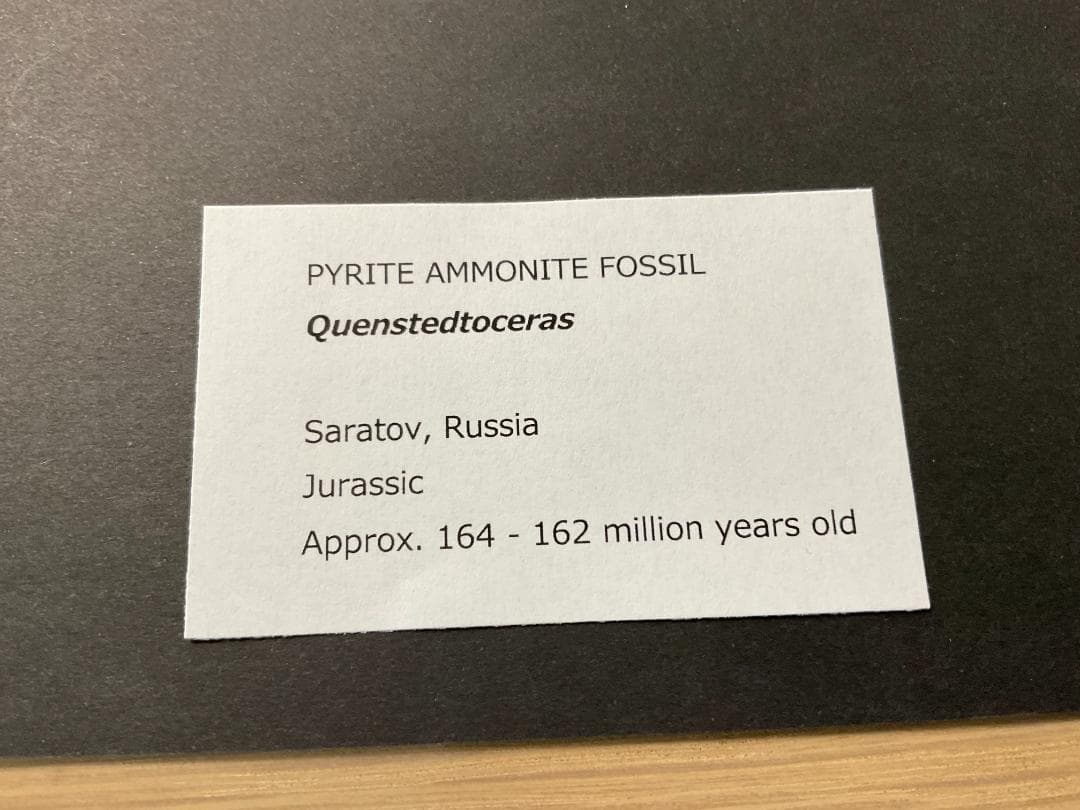 PYRITE AMMONITE FOSSIL
Quenstedtoceras
Saratov, Russia
Jurassic
Approx. 164 - 162 million years old